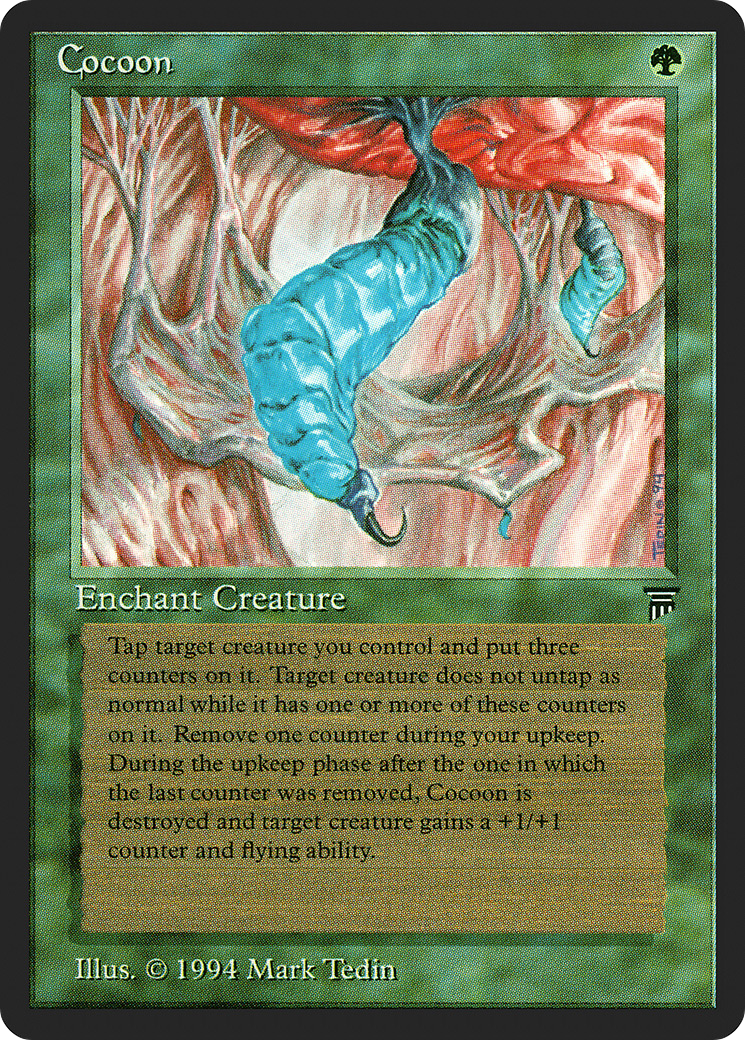 Cocoon
TEDIN © 94
Enchant Creature
Tap target creature you control and put three
counters on it. Target creature does not untap as
normal while it has one or more of these counters
on it. Remove one counter during your upkeep.
During the upkeep phase after the one in which
the last counter was removed, Cocoon is
destroyed and target creature gains a +1/+1
counter and flying ability.
Illus. © 1994 Mark Tedin